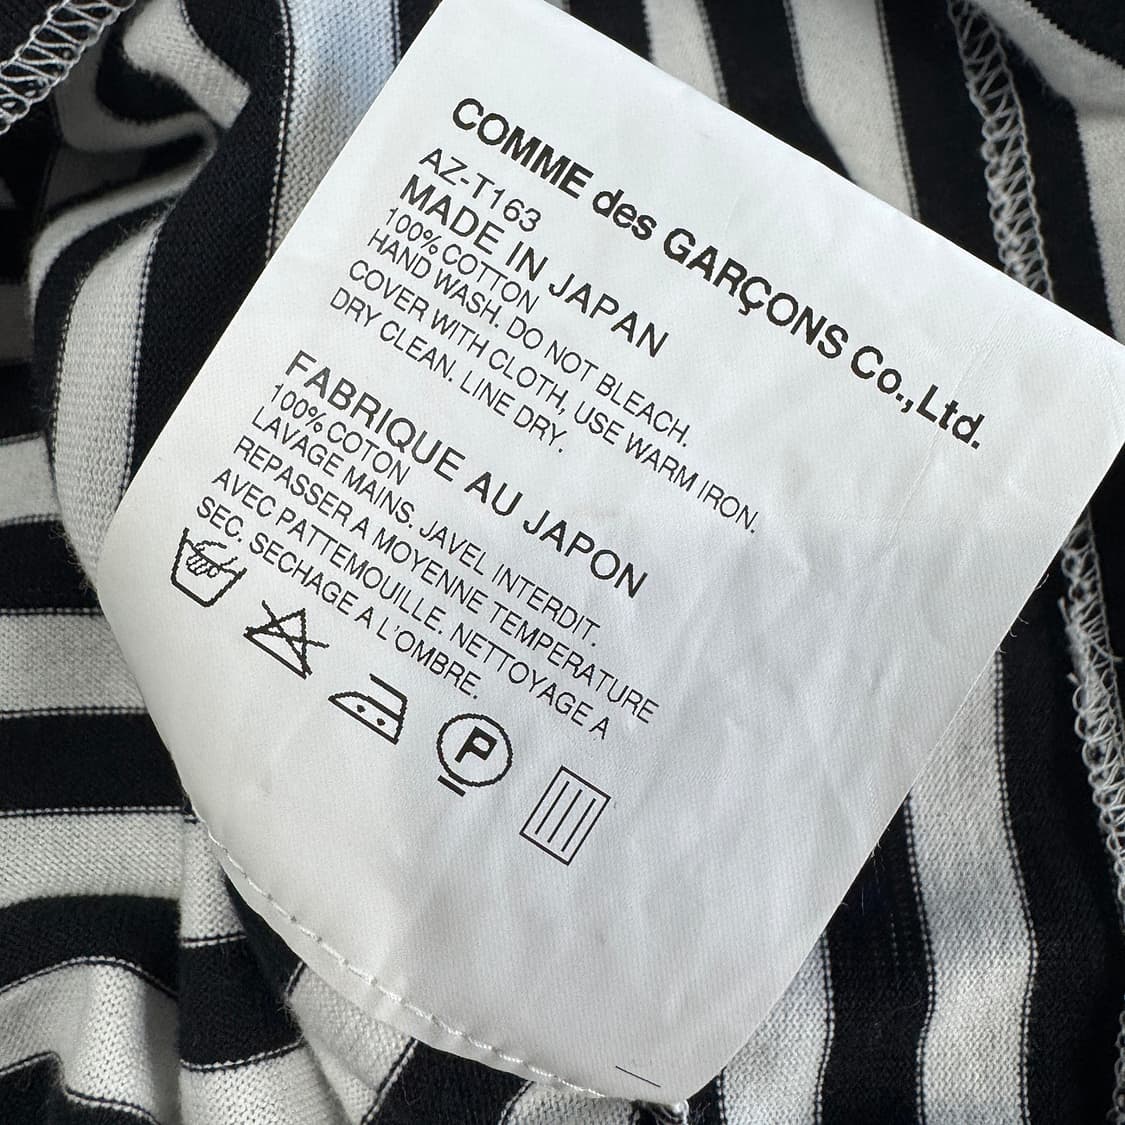 COMME des GARÇONS Co.,Ltd.
AZ-T163
MADE IN JAPAN
100% COTTON
HAND WASH. DO NOT BLEACH.
COVER WITH CLOTH, USE WARM IRON.
DRY CLEAN. LINE DRY.
FABRIQUE AU JAPON
100% COTON
LAVAGE MAINS. JAVEL INTERDIT.
REPASSER A MOYENNE TEMPERATURE
AVEC PATTEMOUILLE. NETTOYAGE A
SEC. SECHAGE A L'OMBRE.
P